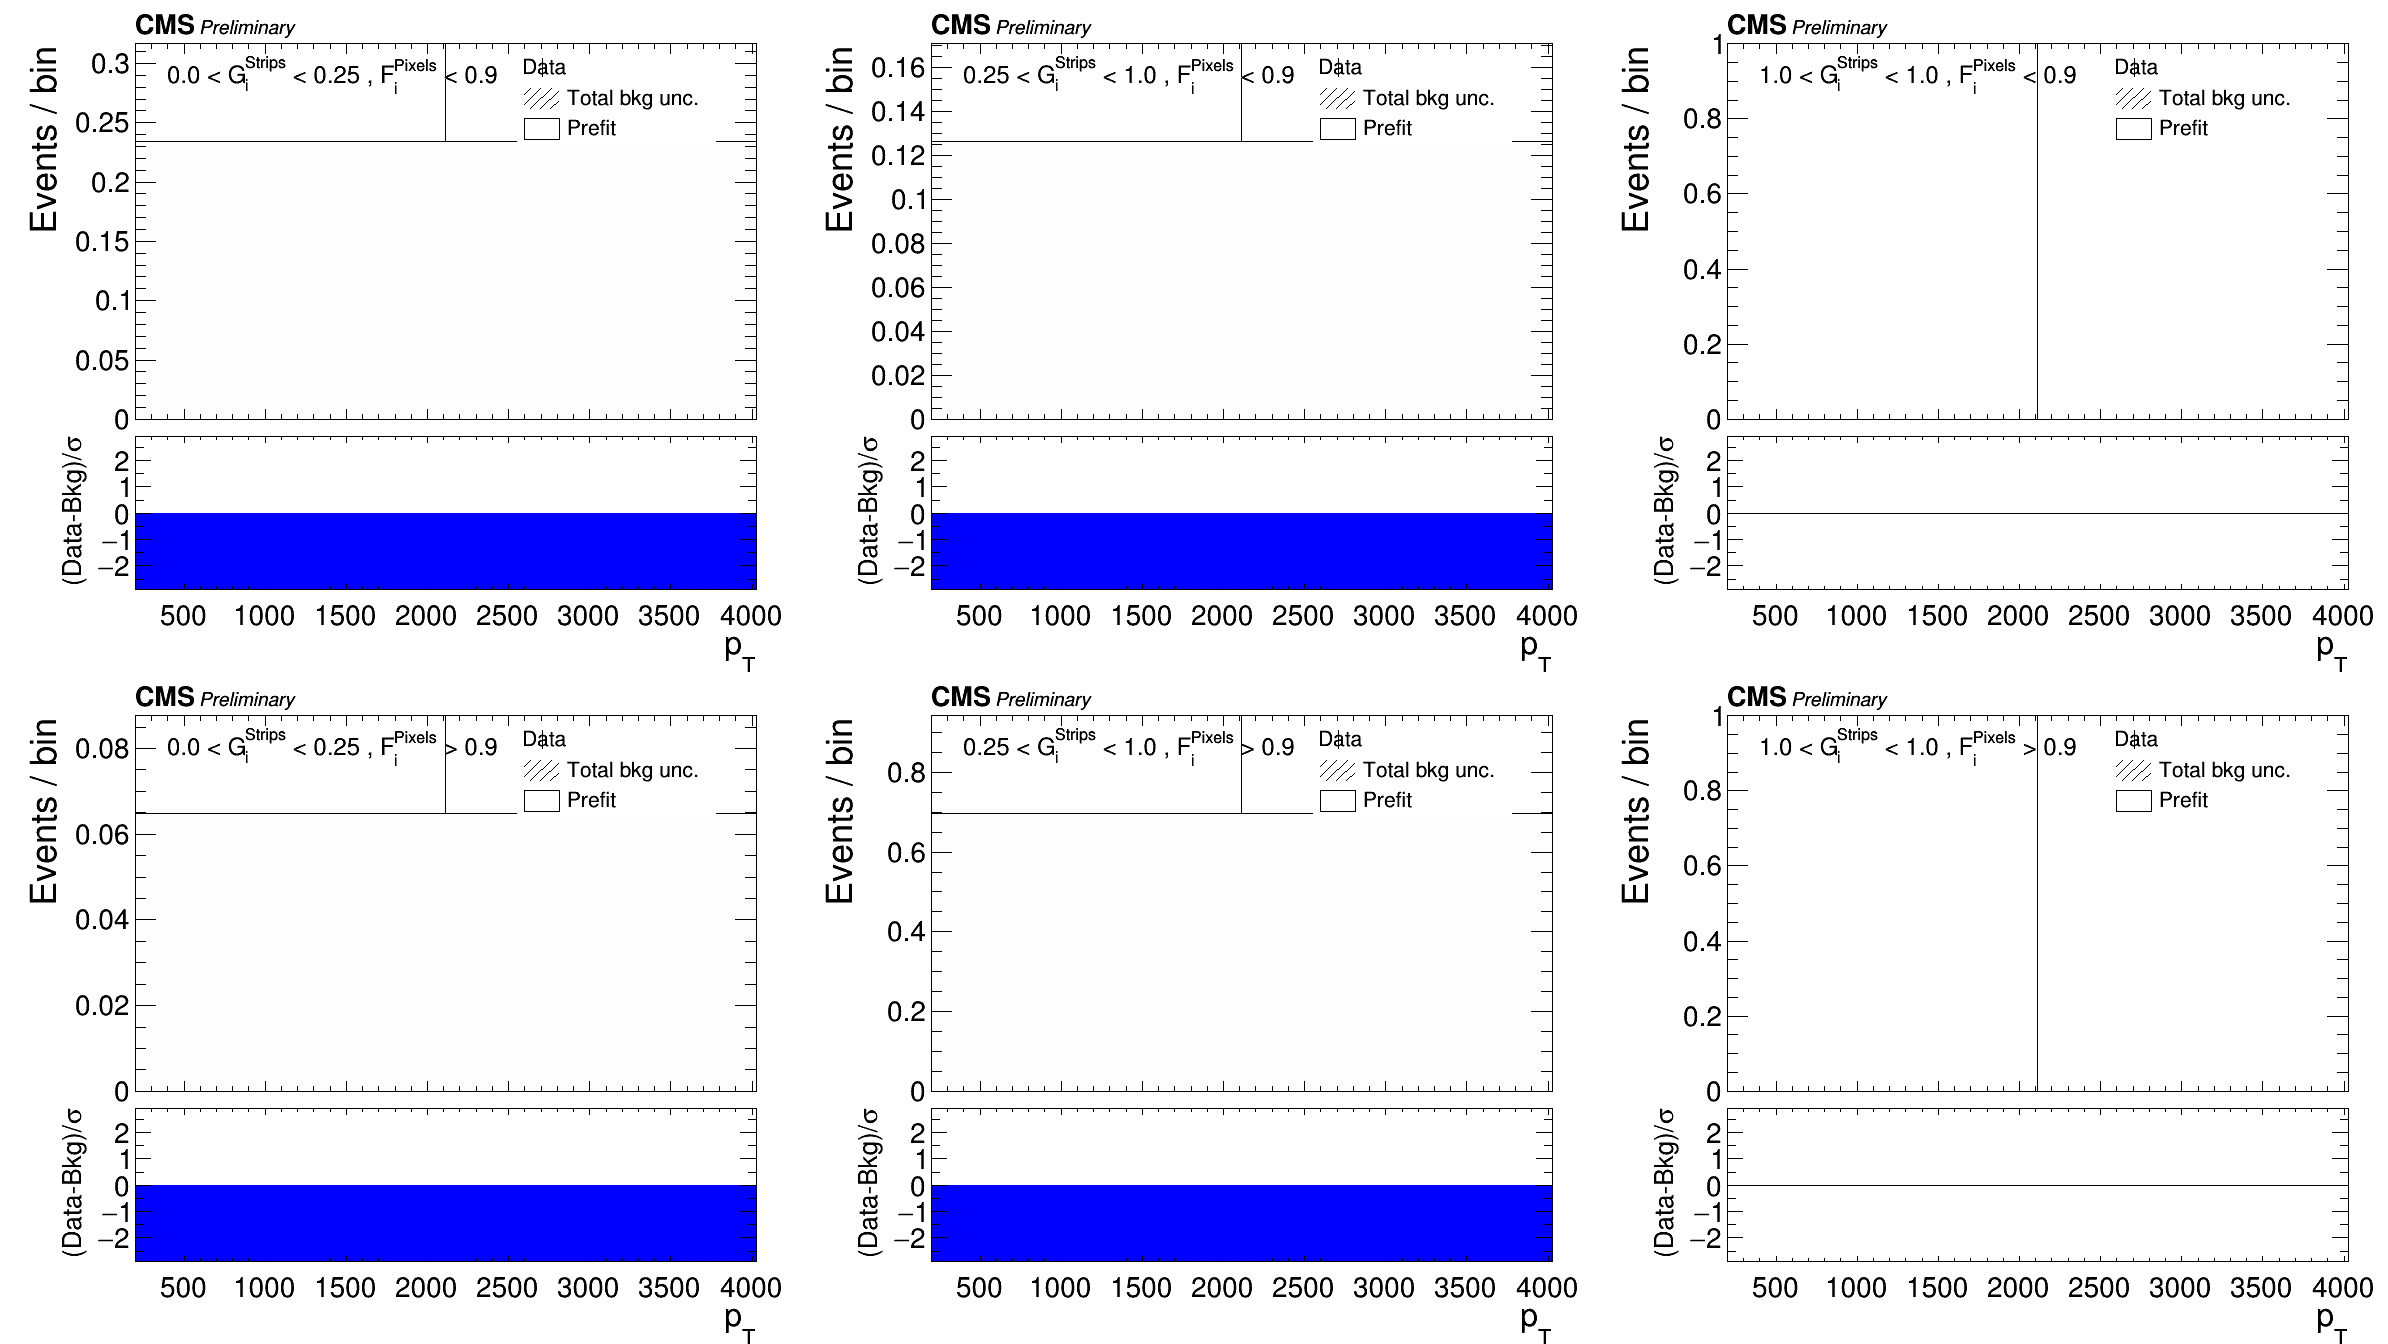 CMS Preliminary
Events / bin
0.0 < G_i^Strips < 0.25 , F_i^Pixels < 0.9
Data
Total bkg unc.
Prefit
0.3
0.25
0.2
0.15
0.1
0.05
0
(Data-Bkg)/σ
2
1
0
−1
−2
500 1000 1500 2000 2500 3000 3500 4000
p_T
CMS Preliminary
Events / bin
0.25 < G_i^Strips < 1.0 , F_i^Pixels < 0.9
Data
Total bkg unc.
Prefit
0.16
0.14
0.12
0.1
0.08
0.06
0.04
0.02
0
(Data-Bkg)/σ
2
1
0
−1
−2
500 1000 1500 2000 2500 3000 3500 4000
p_T
CMS Preliminary
Events / bin
1.0 < G_i^Strips < 1.0 , F_i^Pixels < 0.9
Data
Total bkg unc.
Prefit
1
0.8
0.6
0.4
0.2
0
(Data-Bkg)/σ
2
1
0
−1
−2
500 1000 1500 2000 2500 3000 3500 4000
p_T
CMS Preliminary
Events / bin
0.0 < G_i^Strips < 0.25 , F_i^Pixels > 0.9
Data
Total bkg unc.
Prefit
0.08
0.06
0.04
0.02
0
(Data-Bkg)/σ
2
1
0
−1
−2
500 1000 1500 2000 2500 3000 3500 4000
p_T
CMS Preliminary
Events / bin
0.25 < G_i^Strips < 1.0 , F_i^Pixels > 0.9
Data
Total bkg unc.
Prefit
0.8
0.6
0.4
0.2
0
(Data-Bkg)/σ
2
1
0
−1
−2
500 1000 1500 2000 2500 3000 3500 4000
p_T
CMS Preliminary
Events / bin
1.0 < G_i^Strips < 1.0 , F_i^Pixels > 0.9
Data
Total bkg unc.
Prefit
1
0.8
0.6
0.4
0.2
0
(Data-Bkg)/σ
2
1
0
−1
−2
500 1000 1500 2000 2500 3000 3500 4000
p_T